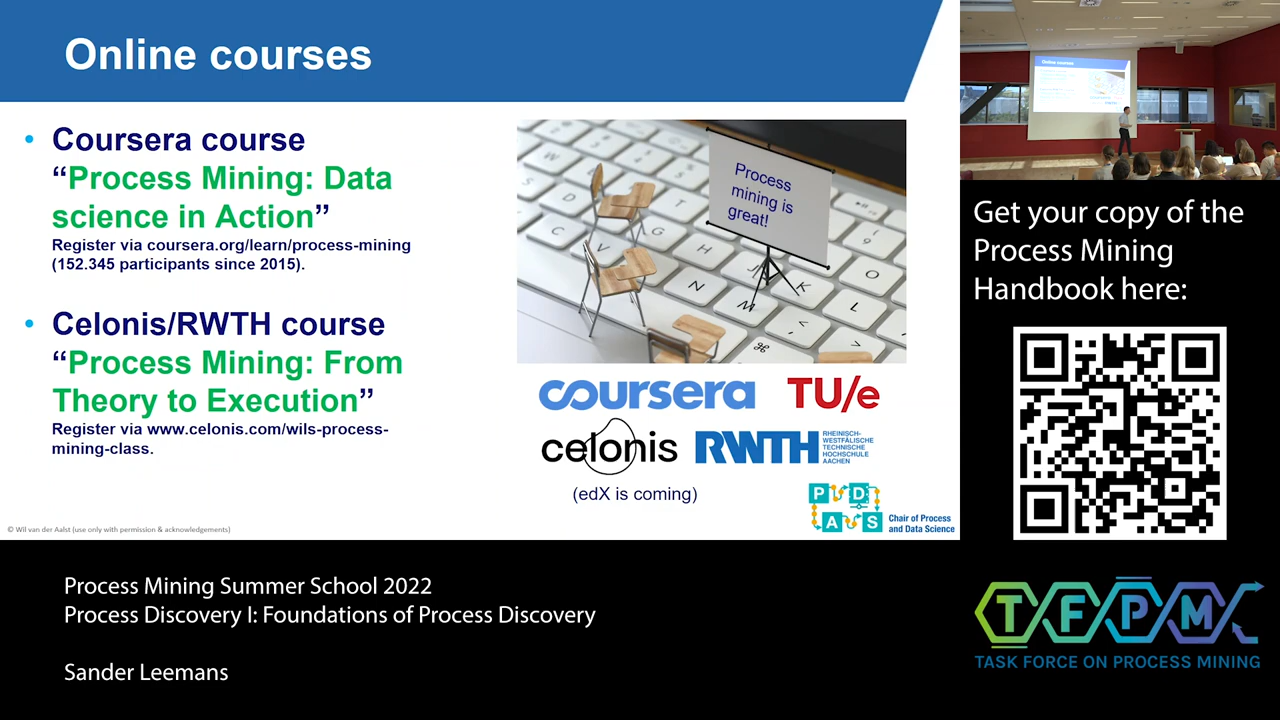 Online courses
• Coursera course
“Process Mining: Data
science in Action”
Register via coursera.org/learn/process-mining
(152.345 participants since 2015).
• Celonis/RWTH course
“Process Mining: From
Theory to Execution”
Register via www.celonis.com/wils-process-
mining-class.
Process
mining is
great!
coursera
TU/e
celonis
RWTH
RHEINISCH-
WESTFÄLISCHE
TECHNISCHE
HOCHSCHULE
AACHEN
(edX is coming)
P D
A S
Chair of Process
and Data Science
© Wil van der Aalst (use only with permission & acknowledgements)
Online courses
Get your copy of the
Process Mining
Handbook here:
Process Mining Summer School 2022
Process Discovery I: Foundations of Process Discovery
Sander Leemans
TFPM
TASK FORCE ON PROCESS MINING